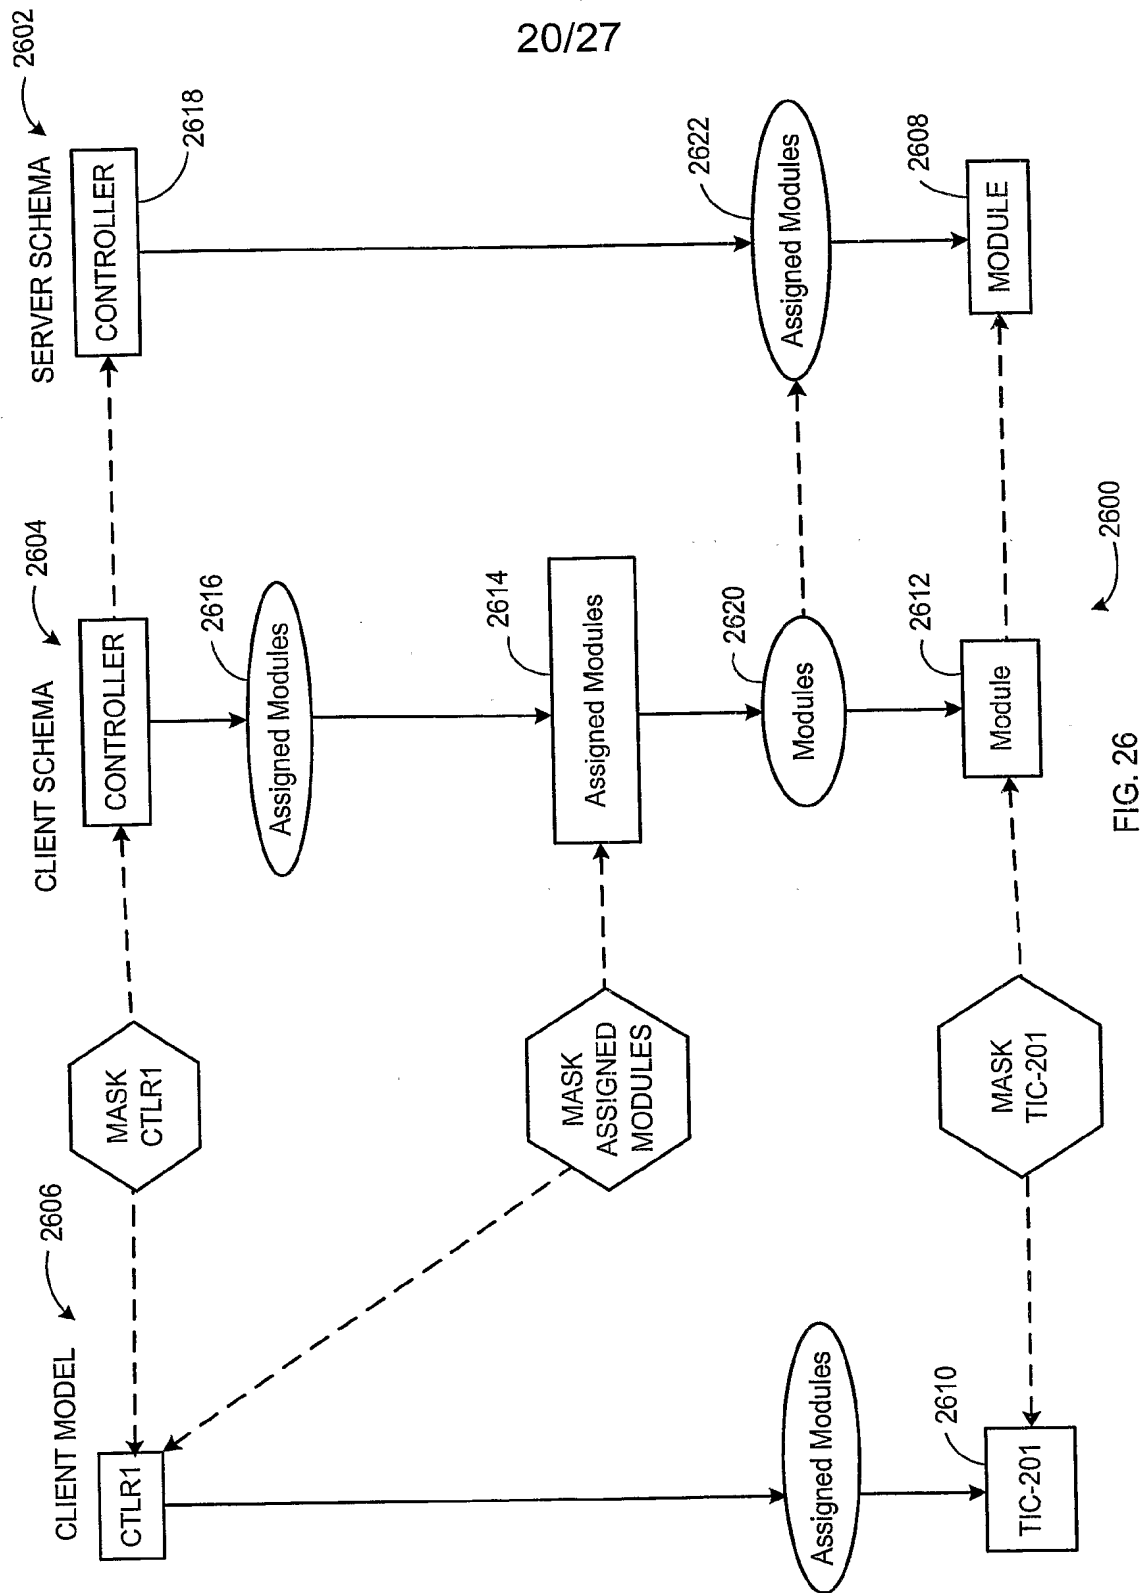 20/27
CLIENT MODEL
2606
CLIENT SCHEMA
2604
SERVER SCHEMA
2602
CTLR1
MASK
CTLR1
CONTROLLER
CONTROLLER
2618
Assigned Modules
2616
MASK
ASSIGNED
MODULES
Assigned Modules
2614
Assigned Modules
Modules
2620
Assigned Modules
2622
TIC-201
2610
MASK
TIC-201
Module
2612
MODULE
2608
2600
FIG. 26